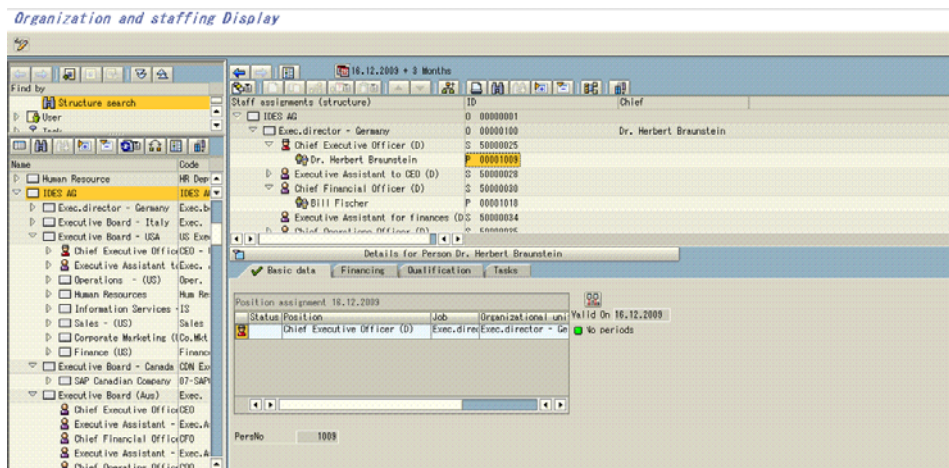 Organization and staffing Display
16.12.2009 + 3 Months
Find by
Structure search
User
Staff assignments (structure) ID Chief
IDES AG O 00000001
Exec.director - Germany O 00000100 Dr. Herbert Braunstein
Chief Executive Officer (D) S 50000025
Dr. Herbert Braunstein P 00001009
Executive Assistant to CEO (D) S 50000028
Chief Financial Officer (D) S 50000030
Bill Fischer P 00001018
Executive Assistant for finances (D S 50000034
Chief Operations Officer (D)
Name Code
Human Resource HR Dep
IDES AG IDES A
Exec.director - Germany Exec.b
Executive Board - Italy Exec.
Executive Board - USA US Exe
Chief Executive Offic CEO -
Executive Assistant t Exec.
Operations - (US) Oper.
Human Resources Hum Re
Information Services - IS
Sales - (US) Sales
Corporate Marketing ( Co.Mkt
Finance (US) Financ
Executive Board - Canada CDN Ex
SAP Canadian Company 07-SAP
Executive Board (Aus) Exec.
Chief Executive Offic CEO
Executive Assistant - Exec.A
Chief Financial Offic CFO
Executive Assistant - Exec.A
Chief Operating Offic COO
Details for Person Dr. Herbert Braunstein
Basic data Financing Qualification Tasks
Position assignment 16.12.2009
Status Position Job Organizational uni
Chief Executive Officer (D) Exec.dire Exec.director - Ge
Valid On 16.12.2009
No periods
PersNo 1009